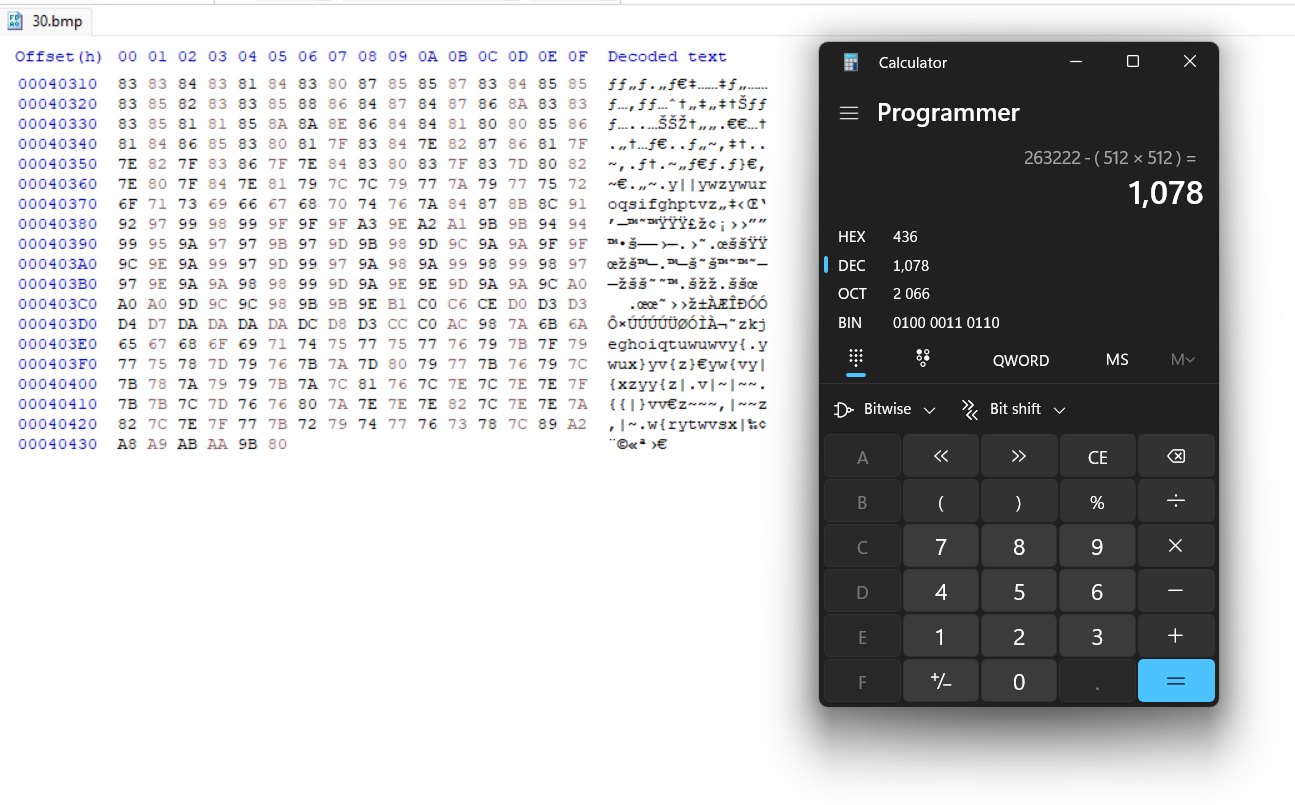 30.bmp
Offset(h) 00 01 02 03 04 05 06 07 08 09 0A 0B 0C 0D 0E 0F Decoded text
00040310 83 83 84 83 81 84 83 80 87 85 85 87 83 84 85 85 ƒƒ„ƒ.„ƒ€‡……‡ƒ„……
00040320 83 85 82 83 83 85 88 86 84 87 84 87 86 8A 83 83 ƒ…‚ƒƒ…ˆ†„‡„‡†Šƒƒ
00040330 83 85 81 81 85 8A 8A 8E 86 84 84 81 80 80 85 86 ƒ…..…ŠŠŽ†„„.€€…†
00040340 81 84 86 85 83 80 81 7F 83 84 7E 82 87 86 81 7F .„†…ƒ€..ƒ„~‚‡†..
00040350 7E 82 7F 83 86 7F 7E 84 83 80 83 7F 83 7D 80 82 ~‚.ƒ†.~„ƒ€ƒ.ƒ}€‚
00040360 7E 80 7F 84 7E 81 79 7C 7C 79 77 7A 79 77 75 72 ~€.„~.y||ywzywur
00040370 6F 71 73 69 66 67 68 70 74 76 7A 84 87 8B 8C 91 oqsifghptvz„‡‹Œ‘
00040380 92 97 99 98 99 9F 9F 9F A3 9E A2 A1 9B 9B 94 94 ’—™˜™ŸŸŸ£ž¢¡››””
00040390 99 95 9A 97 97 9B 97 9D 9B 98 9D 9C 9A 9A 9F 9F ™•š——›—.›˜.œššŸŸ
000403A0 9C 9E 9A 99 97 9D 99 97 9A 98 9A 99 98 99 98 97 œžš™—.™—š˜š™˜™˜—
000403B0 97 9E 9A 9A 98 98 99 9D 9A 9E 9E 9D 9A 9A 9C A0 —žšš˜˜™.šžž.ššœ
000403C0 A0 A0 9D 9C 9C 98 9B 9B 9E B1 C0 C6 CE D0 D3 D3 .œœ˜››ž±ÀÆÎÐÓÓ
000403D0 D4 D7 DA DA DA DA DC D8 D3 CC C0 AC 98 7A 6B 6A Ô×ÚÚÚÚÜØÓÌÀ¬˜zkj
000403E0 65 67 68 6F 69 71 74 75 77 75 77 76 79 7B 7F 79 eghoiqtuwuwvy{.y
000403F0 77 75 78 7D 79 76 7B 7A 7D 80 79 77 7B 76 79 7C wux}yv{z}€yw{vy|
00040400 7B 78 7A 79 79 7B 7A 7C 81 76 7C 7E 7C 7E 7E 7F {xzyy{z|.v|~|~~.
00040410 7B 7B 7C 7D 76 76 80 7A 7E 7E 7E 82 7C 7E 7E 7A {{|}vv€z~~~‚|~~z
00040420 82 7C 7E 7F 77 7B 72 79 74 77 76 73 78 7C 89 A2 ‚|~.w{rytwvsx|‰¢
00040430 A8 A9 AB AA 9B 80 ¨©«ª›€
Calculator
Programmer
263222 - ( 512 × 512 ) =
1,078
HEX 436
DEC 1,078
OCT 2 066
BIN 0100 0011 0110
QWORD MS M
Bitwise Bit shift
A « » CE
B ( ) % ÷
C 7 8 9 ×
D 4 5 6 −
E 1 2 3 +
F +/− 0 . =